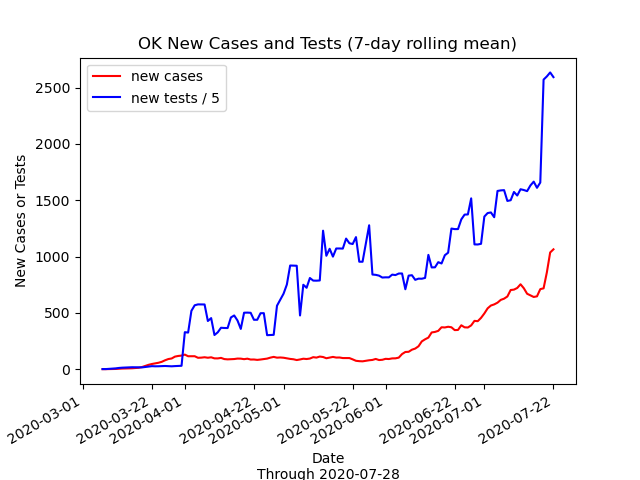 OK New Cases and Tests (7-day rolling mean)
new cases
new tests / 5
New Cases or Tests
2500
2000
1500
1000
500
0
2020-03-01
2020-03-22
2020-04-01
2020-04-22
2020-05-01
2020-05-22
2020-06-01
2020-06-22
2020-07-01
2020-07-22
Date
Through 2020-07-28